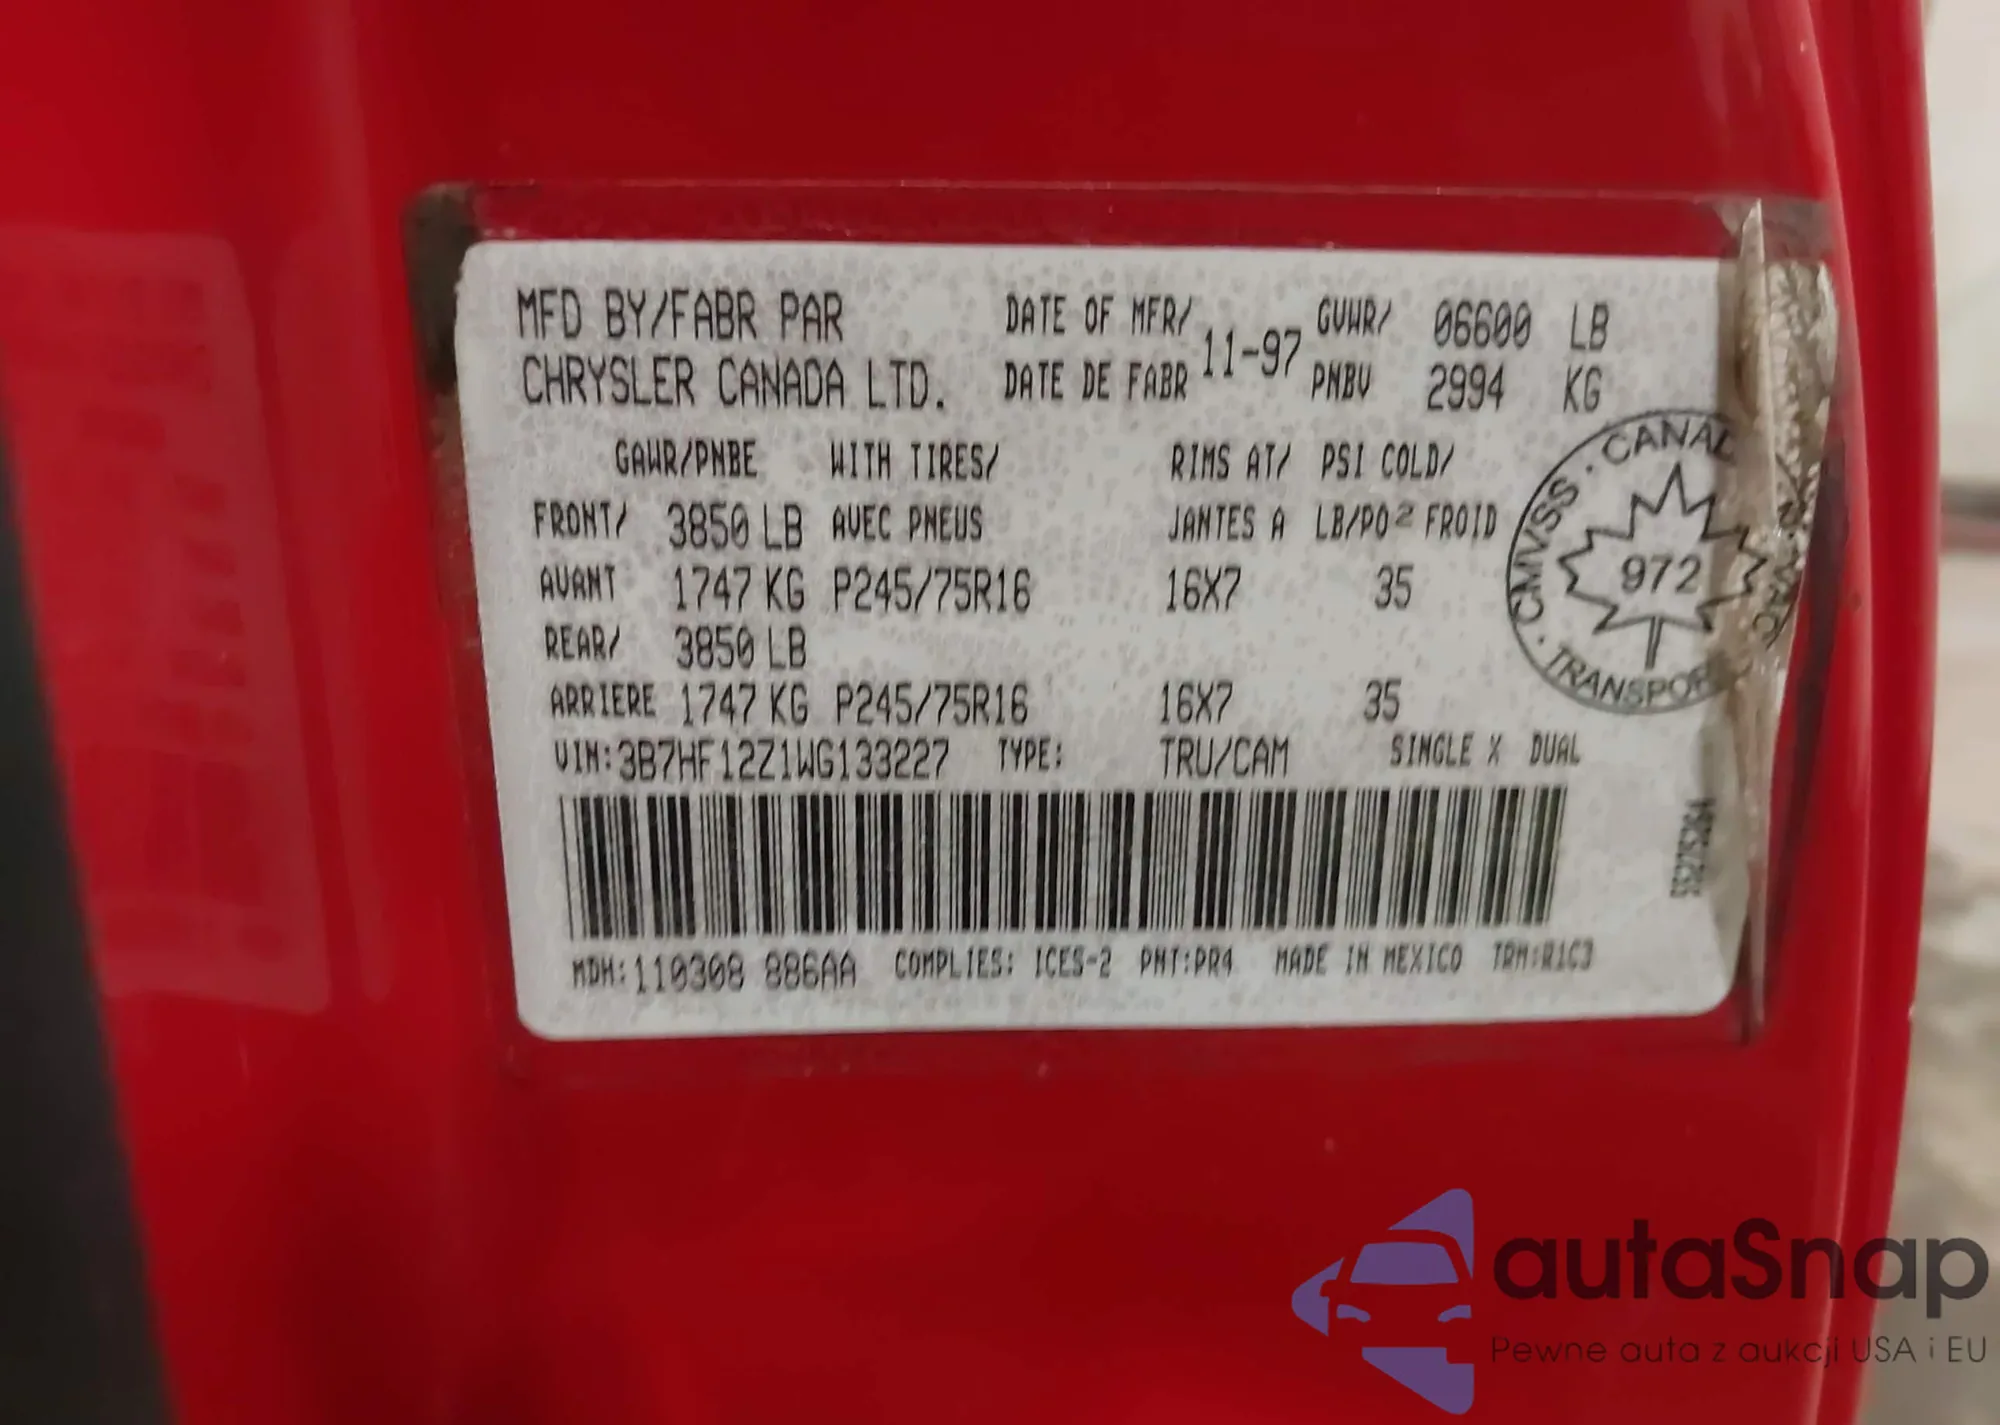 MFD BY/FABR PAR DATE OF MFR/ 11-97 GVWR/ 06600 LB
CHRYSLER CANADA LTD. DATE DE FABR PNBV 2994 KG
GAWR/PNBE WITH TIRES/ RIMS AT/ PSI COLD/
FRONT/ 3850 LB AVEC PNEUS JANTES A LB/PO² FROID
AVANT 1747 KG P245/75R16 16X7 35
REAR/ 3850 LB
ARRIERE 1747 KG P245/75R16 16X7 35
VIN:3B7HF12Z1WG133227 TYPE: TRU/CAM SINGLE X DUAL
MDH:110308 886AA COMPLIES: ICES-2 PNT:PR4 MADE IN MEXICO TRM:R1C3
55275264
CMVSS · CANAD
972
TRANSPOR
autaSnap
Pewne auta z aukcji USA i EU